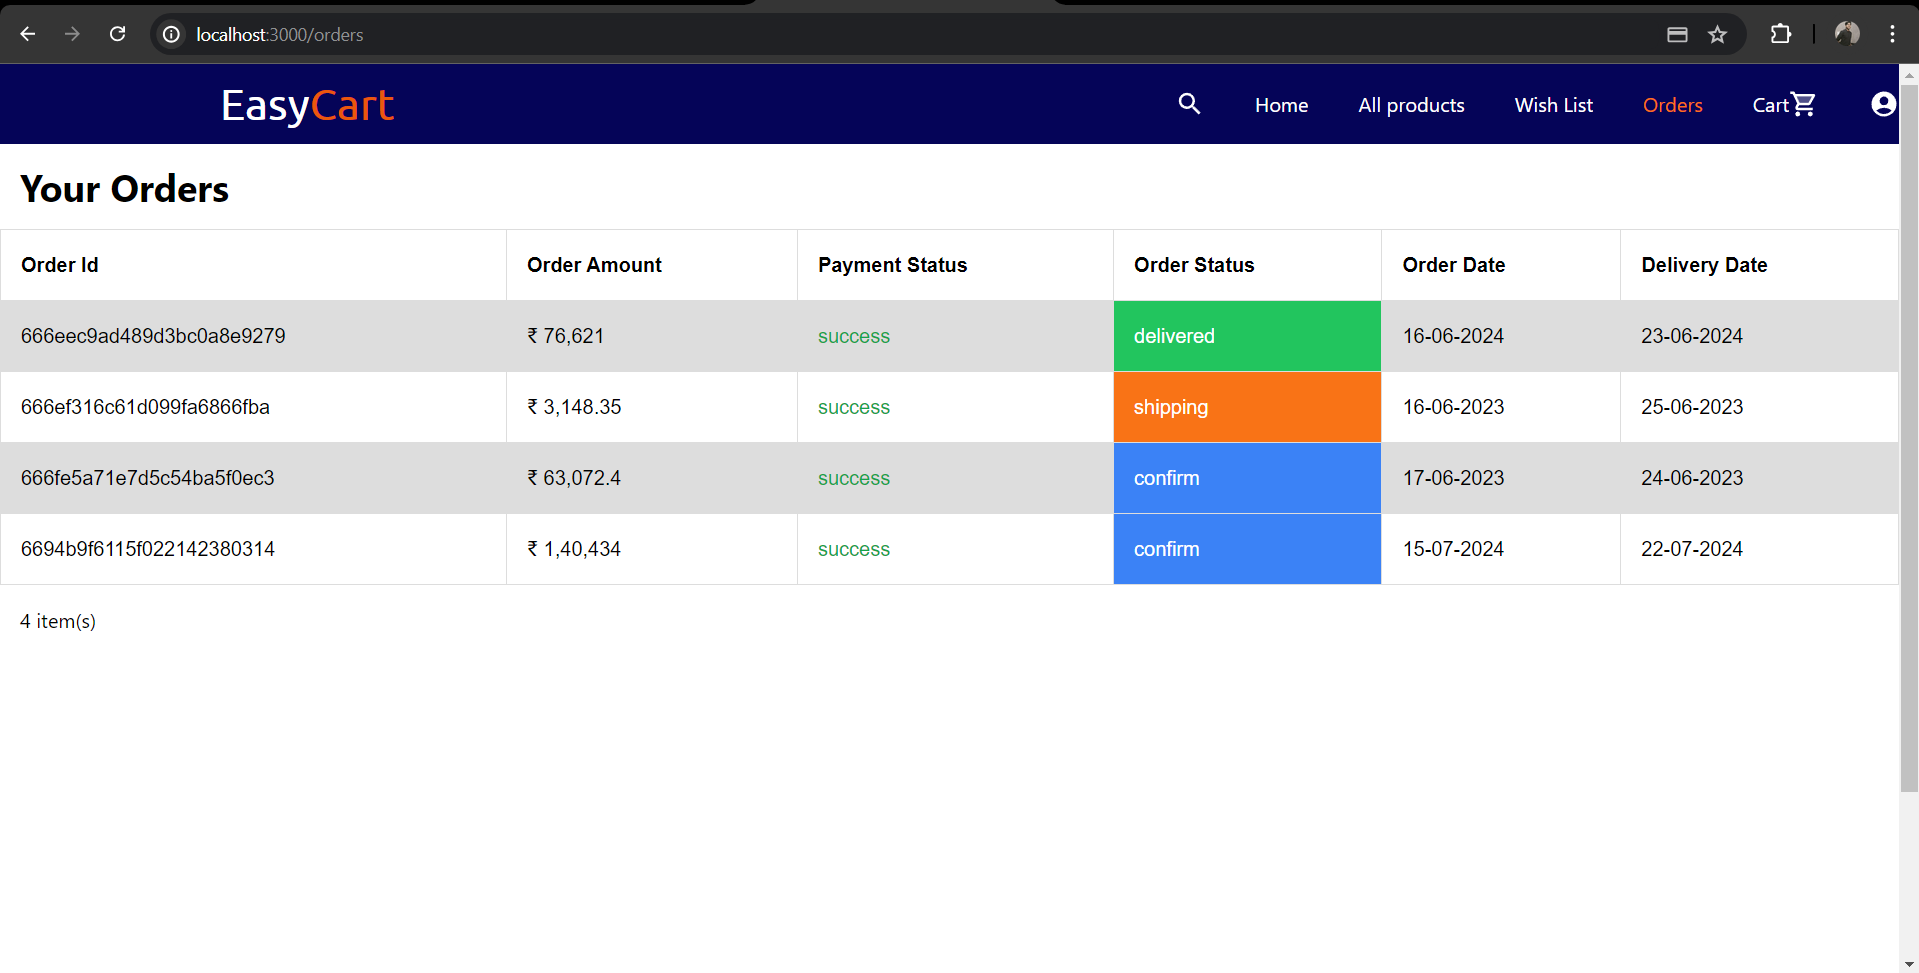 localhost:3000/orders
EasyCart Home All products Wish List Orders Cart
Your Orders
Order Id Order Amount Payment Status Order Status Order Date Delivery Date
666eec9ad489d3bc0a8e9279 ₹ 76,621 success delivered 16-06-2024 23-06-2024
666ef316c61d099fa6866fba ₹ 3,148.35 success shipping 16-06-2023 25-06-2023
666fe5a71e7d5c54ba5f0ec3 ₹ 63,072.4 success confirm 17-06-2023 24-06-2023
6694b9f6115f022142380314 ₹ 1,40,434 success confirm 15-07-2024 22-07-2024
4 item(s)